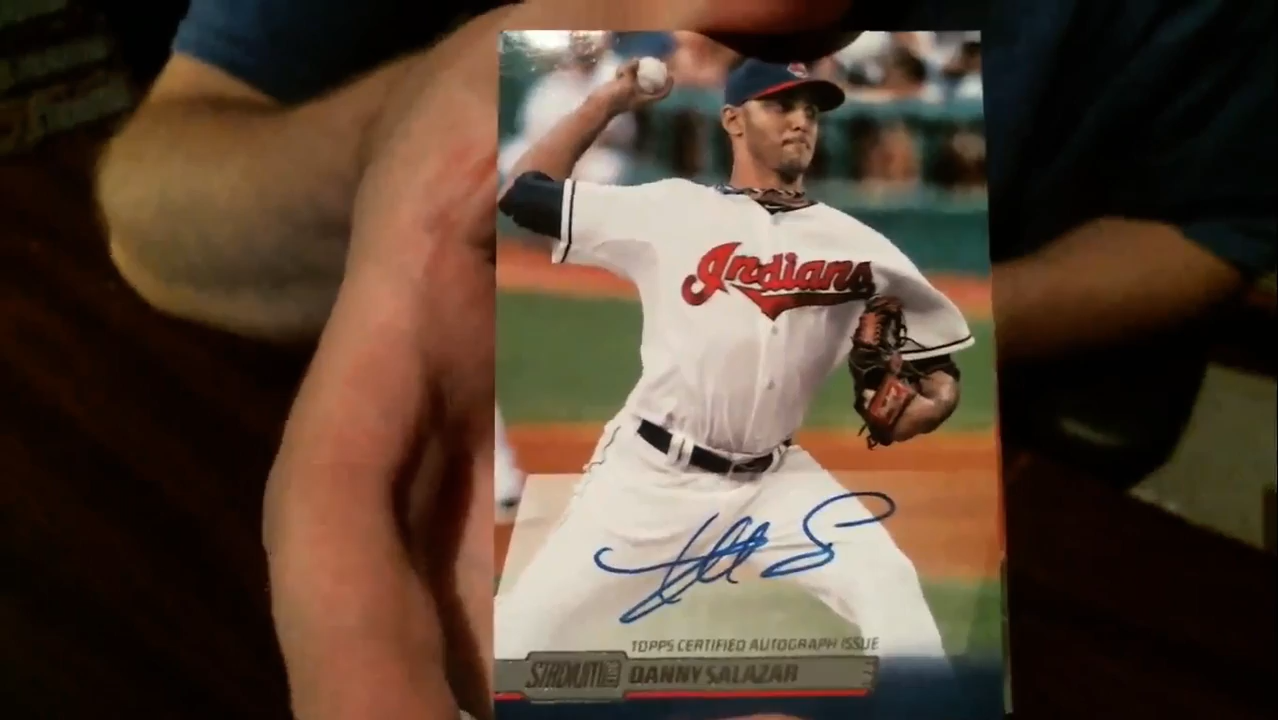 Indians
TOPPS CERTIFIED AUTOGRAPH ISSUE
STADIUM CLUB
DANNY SALAZAR